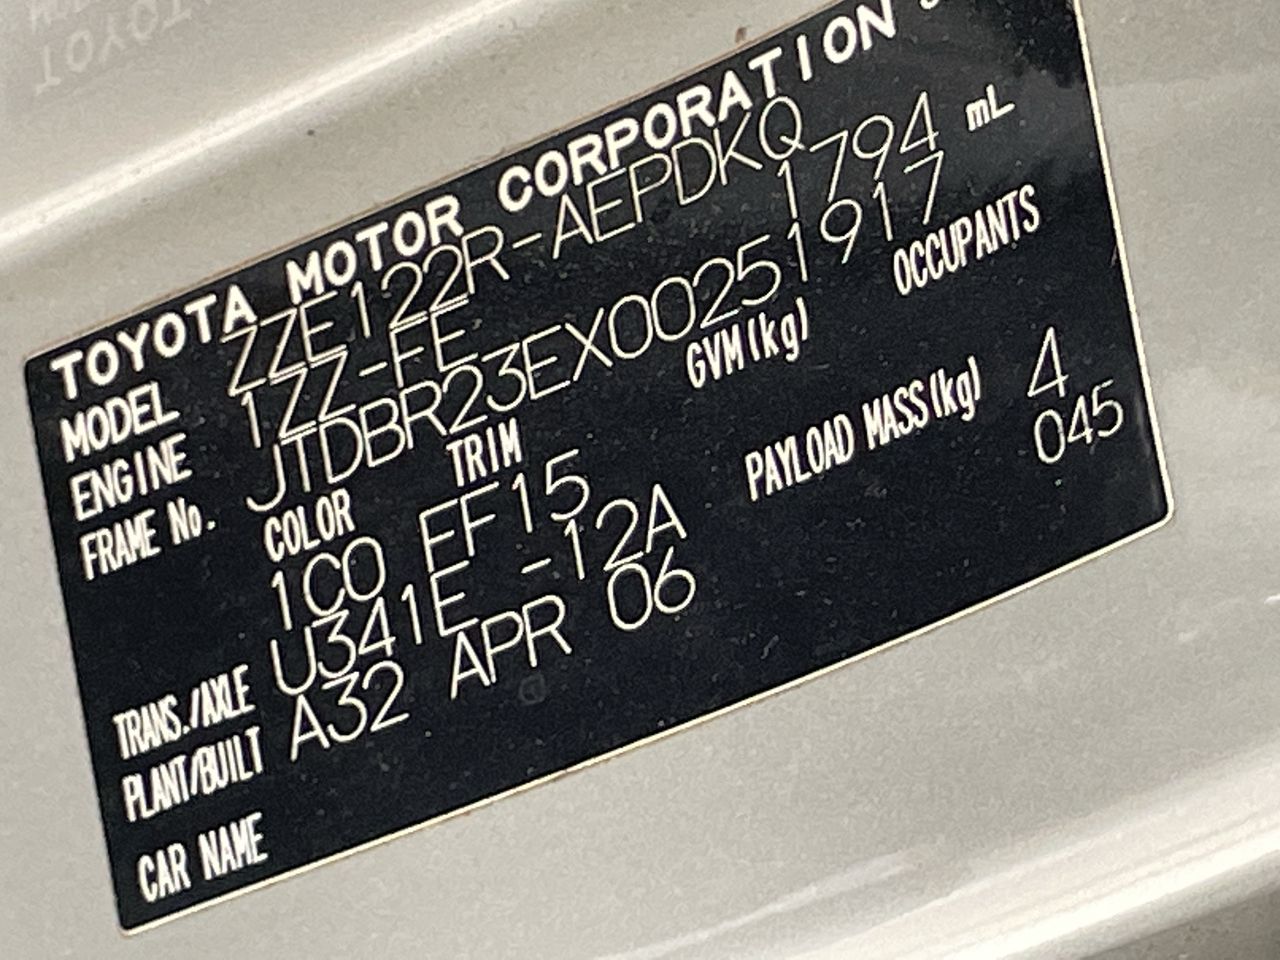 TOYOTA MOTOR CORPORATION
MODEL ZZE122R-AEPDKQ
ENGINE 1ZZ-FE 1794 mL
FRAME No. JTDBR23EX00251917
COLOR TRIM GVM(kg) OCCUPANTS
1C0 EF15
TRANS./AXLE U341E -12A PAYLOAD MASS(kg) 4
PLANT/BUILT A32 APR 06 045
CAR NAME
TOYOT